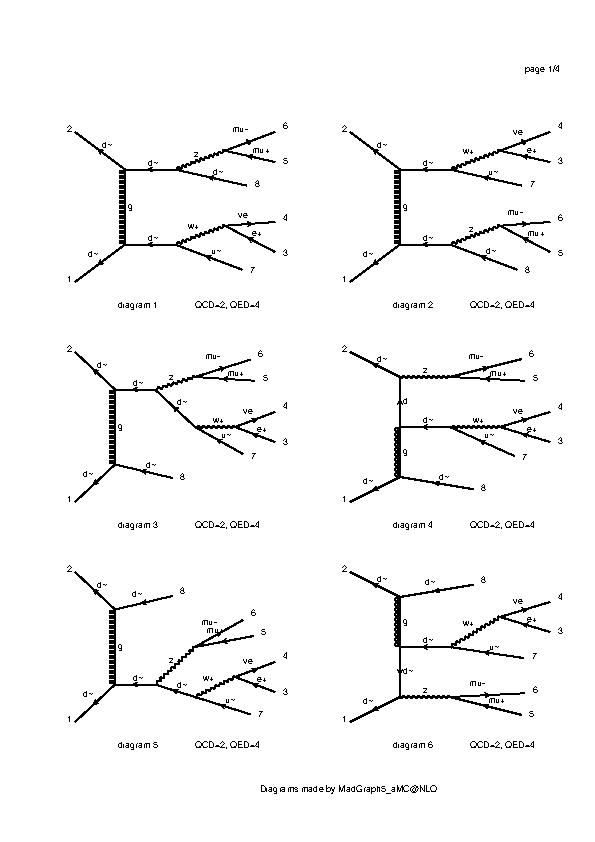 page 1/4
2 d~ z mu- 6
mu+ 5
d~ d~ 8
g
w+ ve 4
e+
d~ d~ 3
1 u~ 7
diagram 1 QCD=2, QED=4
2 d~ w+ ve 4
e+ 3
d~ u~ 7
g
z mu- 6
mu+
d~ d~ 5
1 d~ 8
diagram 2 QCD=2, QED=4
2 d~ z mu- 6
mu+ 5
d~
d~
g w+ ve 4
e+
u~ 3
d~ d~ 7
1 8
diagram 3 QCD=2, QED=4
2 d~ z mu- 6
mu+ 5
d
d~ w+ ve 4
e+
g u~ 3
7
d~ d~ 8
1
diagram 4 QCD=2, QED=4
2 d~ d~ 8
mu- 6
mu+ 5
g z
w+ ve 4
e+
d~ d~ u~ 3
1 7
diagram 5 QCD=2, QED=4
2 d~ d~ 8
ve 4
g w+ e+ 3
d~ u~ 7
d~
z mu- 6
mu+
d~ 5
1
diagram 6 QCD=2, QED=4
Diagrams made by MadGraph5_aMC@NLO